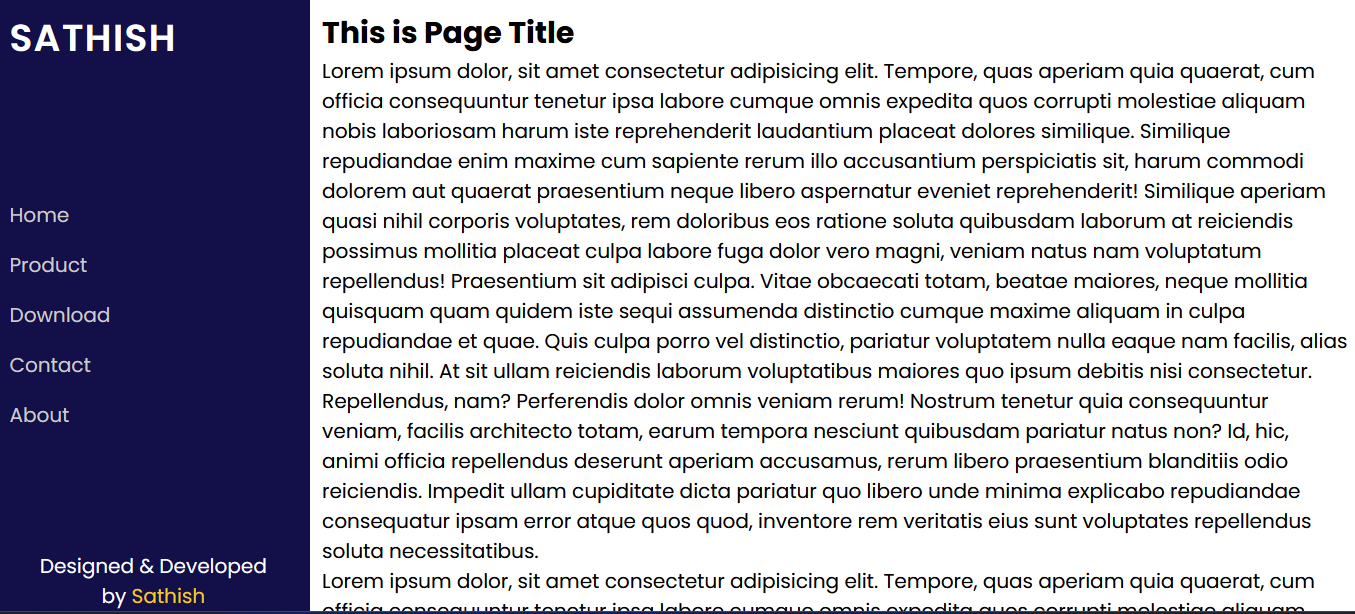 SATHISH
Home
Product
Download
Contact
About
Designed & Developed
by Sathish
This is Page Title
Lorem ipsum dolor, sit amet consectetur adipisicing elit. Tempore, quas aperiam quia quaerat, cum
officia consequuntur tenetur ipsa labore cumque omnis expedita quos corrupti molestiae aliquam
nobis laboriosam harum iste reprehenderit laudantium placeat dolores similique. Similique
repudiandae enim maxime cum sapiente rerum illo accusantium perspiciatis sit, harum commodi
dolorem aut quaerat praesentium neque libero aspernatur eveniet reprehenderit! Similique aperiam
quasi nihil corporis voluptates, rem doloribus eos ratione soluta quibusdam laborum at reiciendis
possimus mollitia placeat culpa labore fuga dolor vero magni, veniam natus nam voluptatum
repellendus! Praesentium sit adipisci culpa. Vitae obcaecati totam, beatae maiores, neque mollitia
quisquam quam quidem iste sequi assumenda distinctio cumque maxime aliquam in culpa
repudiandae et quae. Quis culpa porro vel distinctio, pariatur voluptatem nulla eaque nam facilis, alias
soluta nihil. At sit ullam reiciendis laborum voluptatibus maiores quo ipsum debitis nisi consectetur.
Repellendus, nam? Perferendis dolor omnis veniam rerum! Nostrum tenetur quia consequuntur
veniam, facilis architecto totam, earum tempora nesciunt quibusdam pariatur natus non? Id, hic,
animi officia repellendus deserunt aperiam accusamus, rerum libero praesentium blanditiis odio
reiciendis. Impedit ullam cupiditate dicta pariatur quo libero unde minima explicabo repudiandae
consequatur ipsam error atque quos quod, inventore rem veritatis eius sunt voluptates repellendus
soluta necessitatibus.
Lorem ipsum dolor, sit amet consectetur adipisicing elit. Tempore, quas aperiam quia quaerat, cum
officia consequuntur tenetur ipsa labore cumque omnis expedita quos corrupti molestiae aliquam